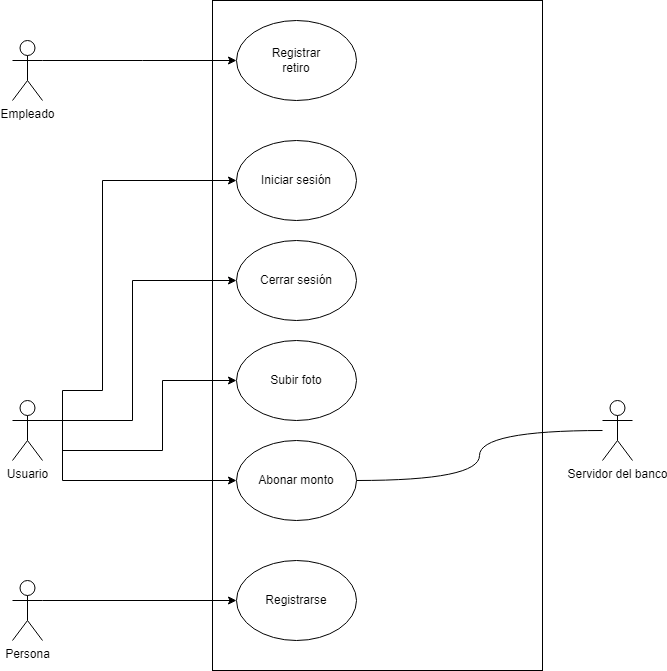 Registrar
retiro
Empleado
Iniciar sesión
Cerrar sesión
Subir foto
Usuario
Abonar monto
Servidor del banco
Registrarse
Persona